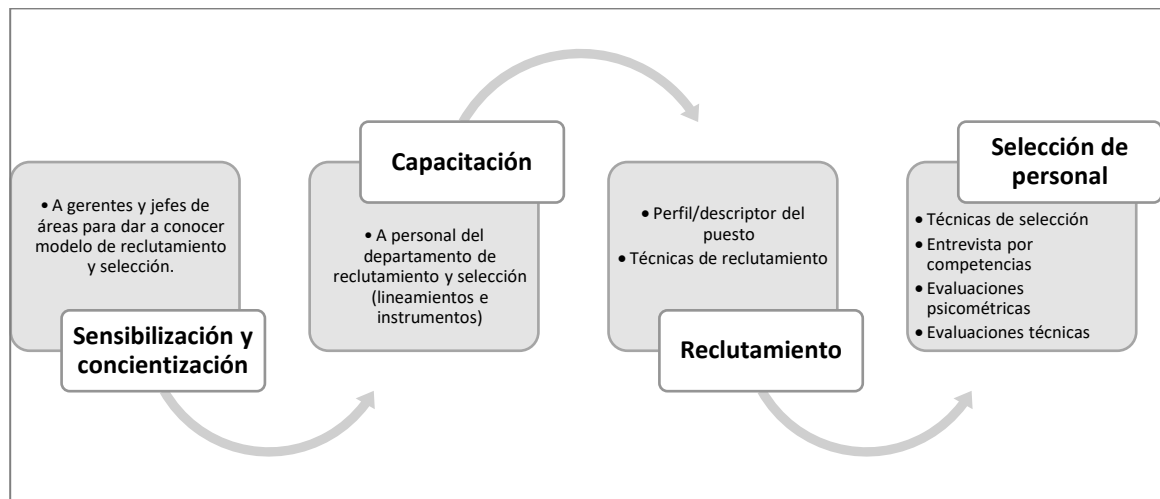 • A gerentes y jefes de
áreas para dar a conocer
modelo de reclutamiento
y selección.
Sensibilización y
concientización
Capacitación
• A personal del
departamento de
reclutamiento y selección
(lineamientos e
instrumentos)
• Perfil/descriptor del
puesto
• Técnicas de reclutamiento
Reclutamiento
Selección de
personal
• Técnicas de selección
• Entrevista por
competencias
• Evaluaciones
psicométricas
• Evaluaciones técnicas